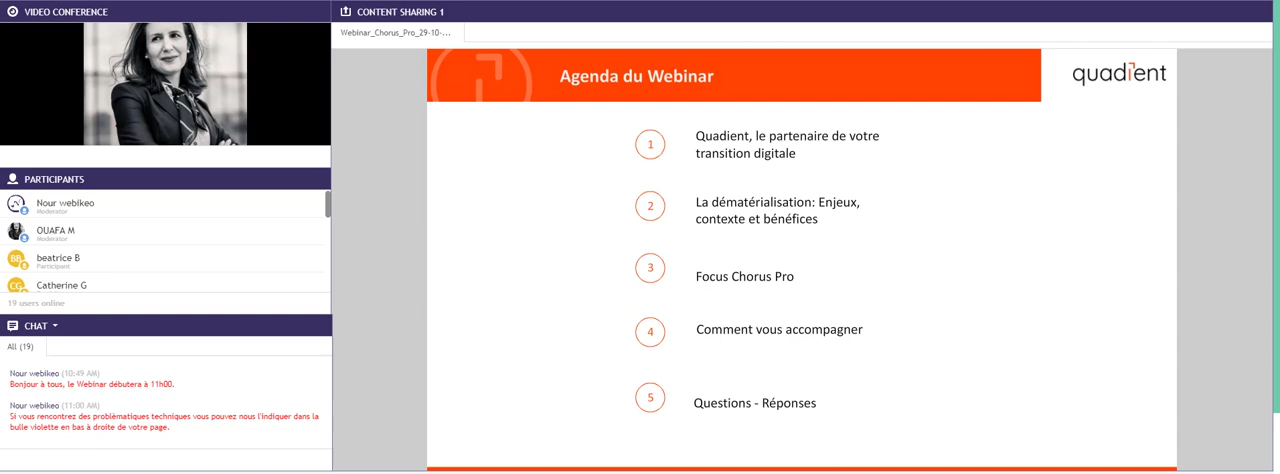 VIDEO CONFERENCE
PARTICIPANTS
Nour webikeo
Moderator
OUAFA M
Moderator
BB
beatrice B
Participant
CG
Catherine G
19 users online
CHAT
All (19)
Nour webikeo (10:49 AM)
Bonjour à tous, le Webinar débutera à 11h00.
Nour webikeo (11:00 AM)
Si vous rencontrez des problèmatiques techniques vous pouvez nous l'indiquer dans la
bulle violette en bas à droite de votre page.
CONTENT SHARING 1
Webinar_Chorus_Pro_29-10-...
Agenda du Webinar
quadient
1
Quadient, le partenaire de votre
transition digitale
2
La dématérialisation: Enjeux,
contexte et bénéfices
3
Focus Chorus Pro
4
Comment vous accompagner
5
Questions - Réponses